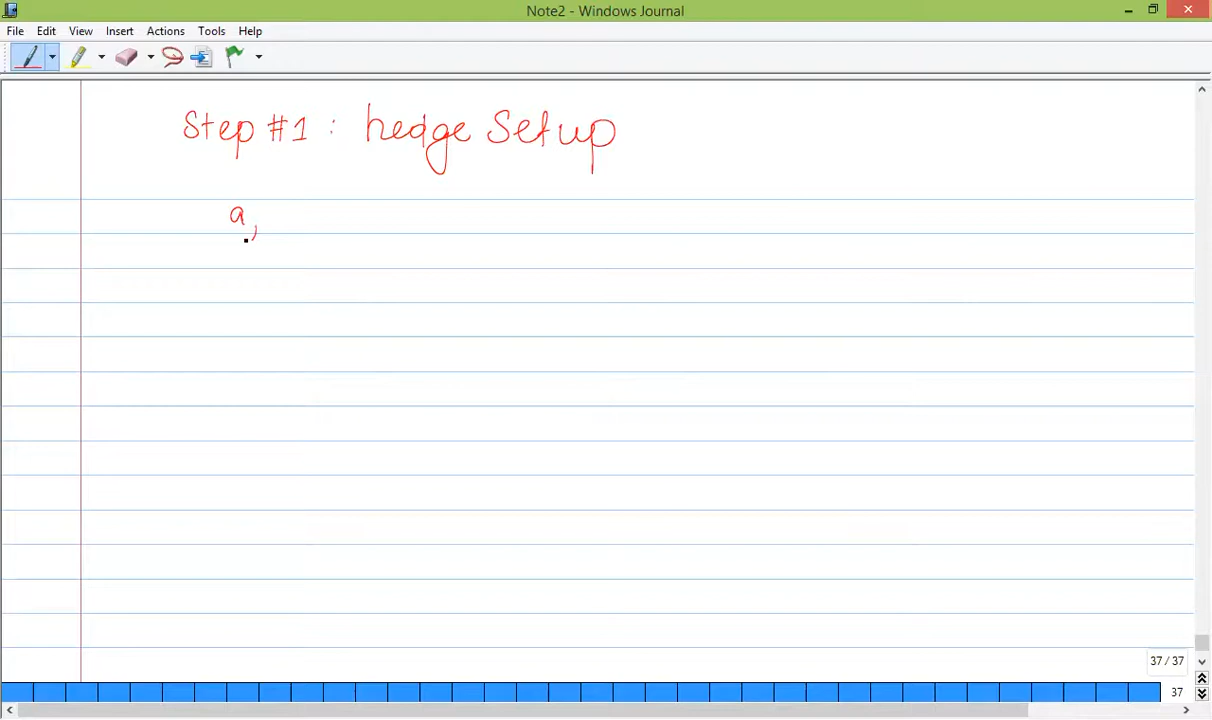 Note2 - Windows Journal
File Edit View Insert Actions Tools Help
Step #1 : hedge Setup
a,
37 / 37
37